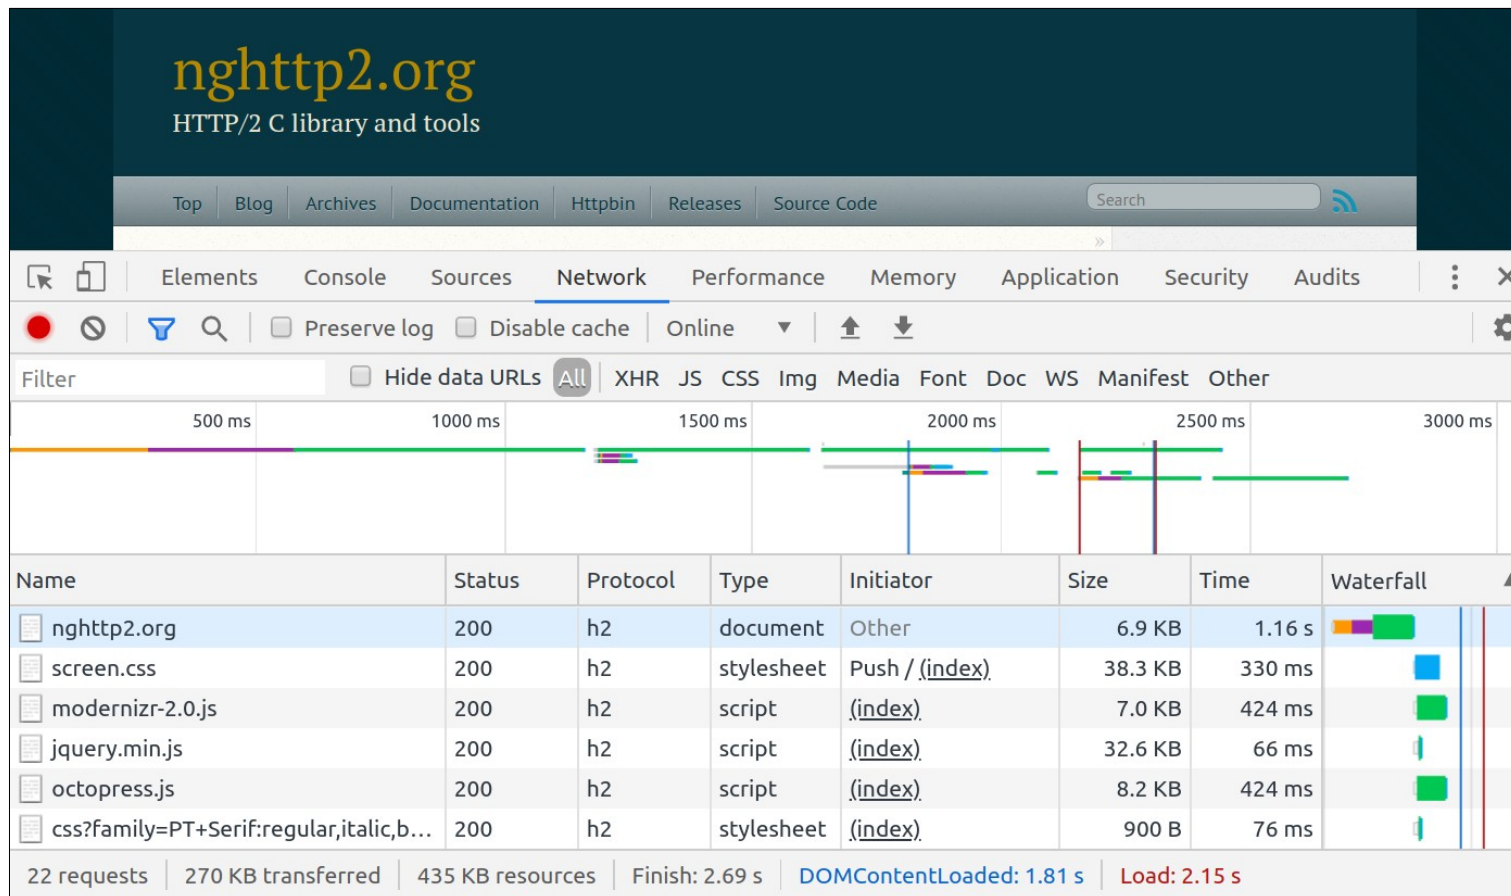 nghttp2.org
HTTP/2 C library and tools
Top Blog Archives Documentation Httpbin Releases Source Code Search
»
Elements Console Sources Network Performance Memory Application Security Audits
Preserve log Disable cache Online
Filter Hide data URLs All XHR JS CSS Img Media Font Doc WS Manifest Other
500 ms 1000 ms 1500 ms 2000 ms 2500 ms 3000 ms
Name Status Protocol Type Initiator Size Time Waterfall
nghttp2.org 200 h2 document Other 6.9 KB 1.16 s
screen.css 200 h2 stylesheet Push / (index) 38.3 KB 330 ms
modernizr-2.0.js 200 h2 script (index) 7.0 KB 424 ms
jquery.min.js 200 h2 script (index) 32.6 KB 66 ms
octopress.js 200 h2 script (index) 8.2 KB 424 ms
css?family=PT+Serif:regular,italic,b... 200 h2 stylesheet (index) 900 B 76 ms
22 requests 270 KB transferred 435 KB resources Finish: 2.69 s DOMContentLoaded: 1.81 s Load: 2.15 s